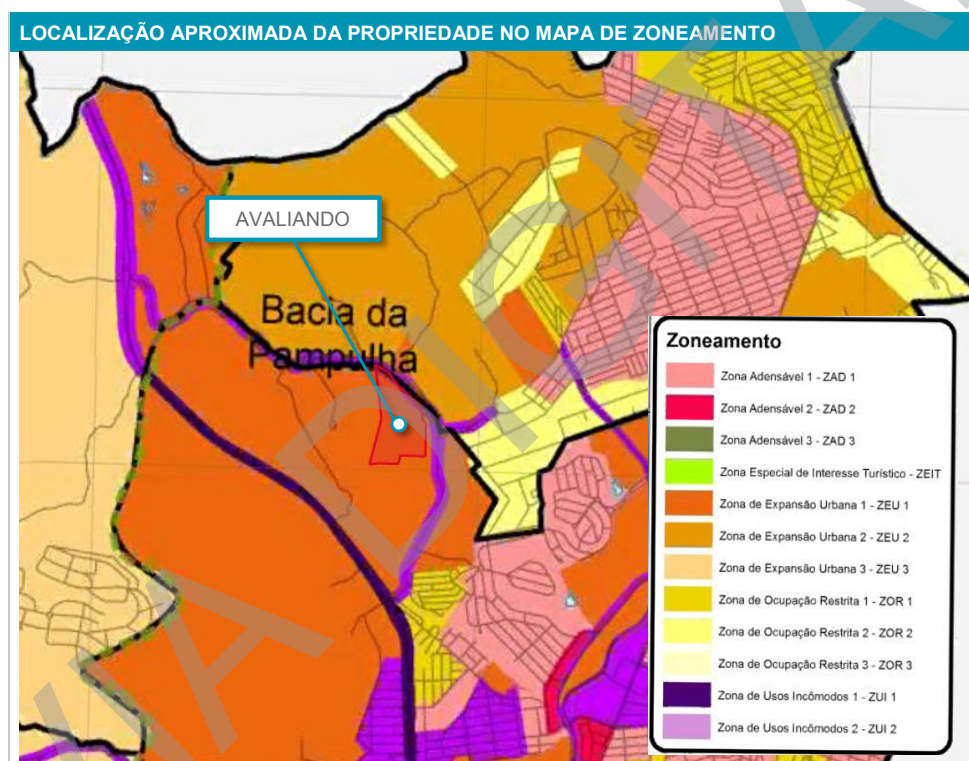 LOCALIZAÇÃO APROXIMADA DA PROPRIEDADE NO MAPA DE ZONEAMENTO
AVALIANDO
Bacia da
Pampulha
Zoneamento
Zona Adensável 1 - ZAD 1
Zona Adensável 2 - ZAD 2
Zona Adensável 3 - ZAD 3
Zona Especial de Interesse Turístico - ZEIT
Zona de Expansão Urbana 1 - ZEU 1
Zona de Expansão Urbana 2 - ZEU 2
Zona de Expansão Urbana 3 - ZEU 3
Zona de Ocupação Restrita 1 - ZOR 1
Zona de Ocupação Restrita 2 - ZOR 2
Zona de Ocupação Restrita 3 - ZOR 3
Zona de Usos Incômodos 1 - ZUI 1
Zona de Usos Incômodos 2 - ZUI 2